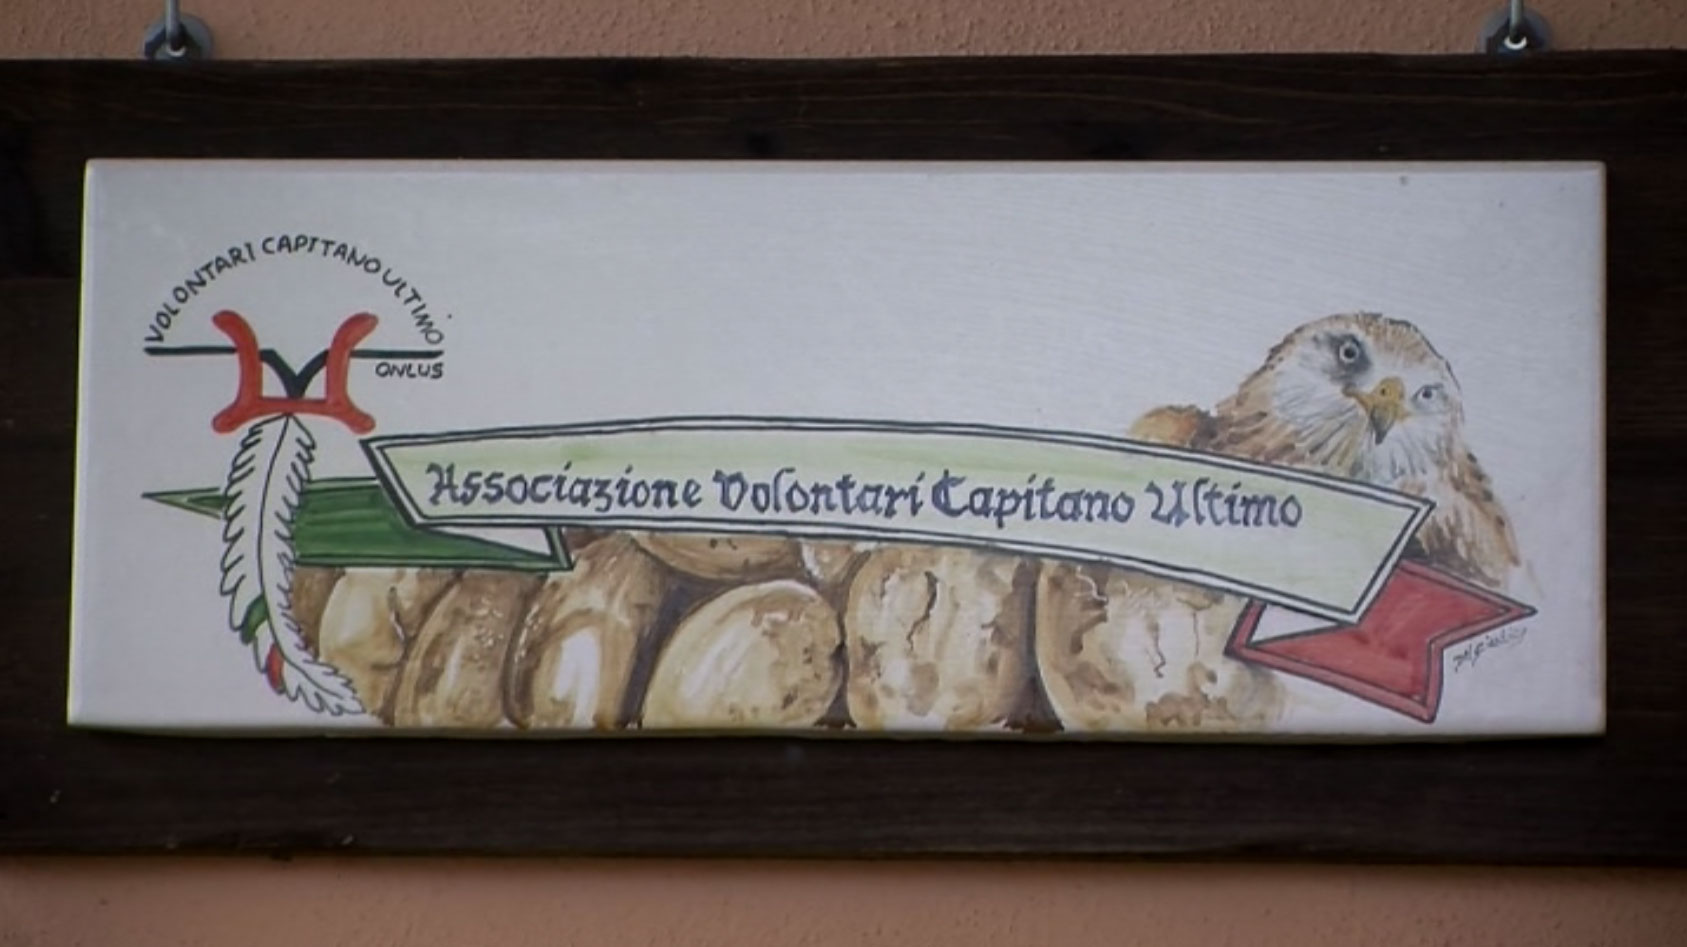 VOLONTARI CAPITANO ULTIMO
ONLUS
Associazione Volontari Capitano Ultimo